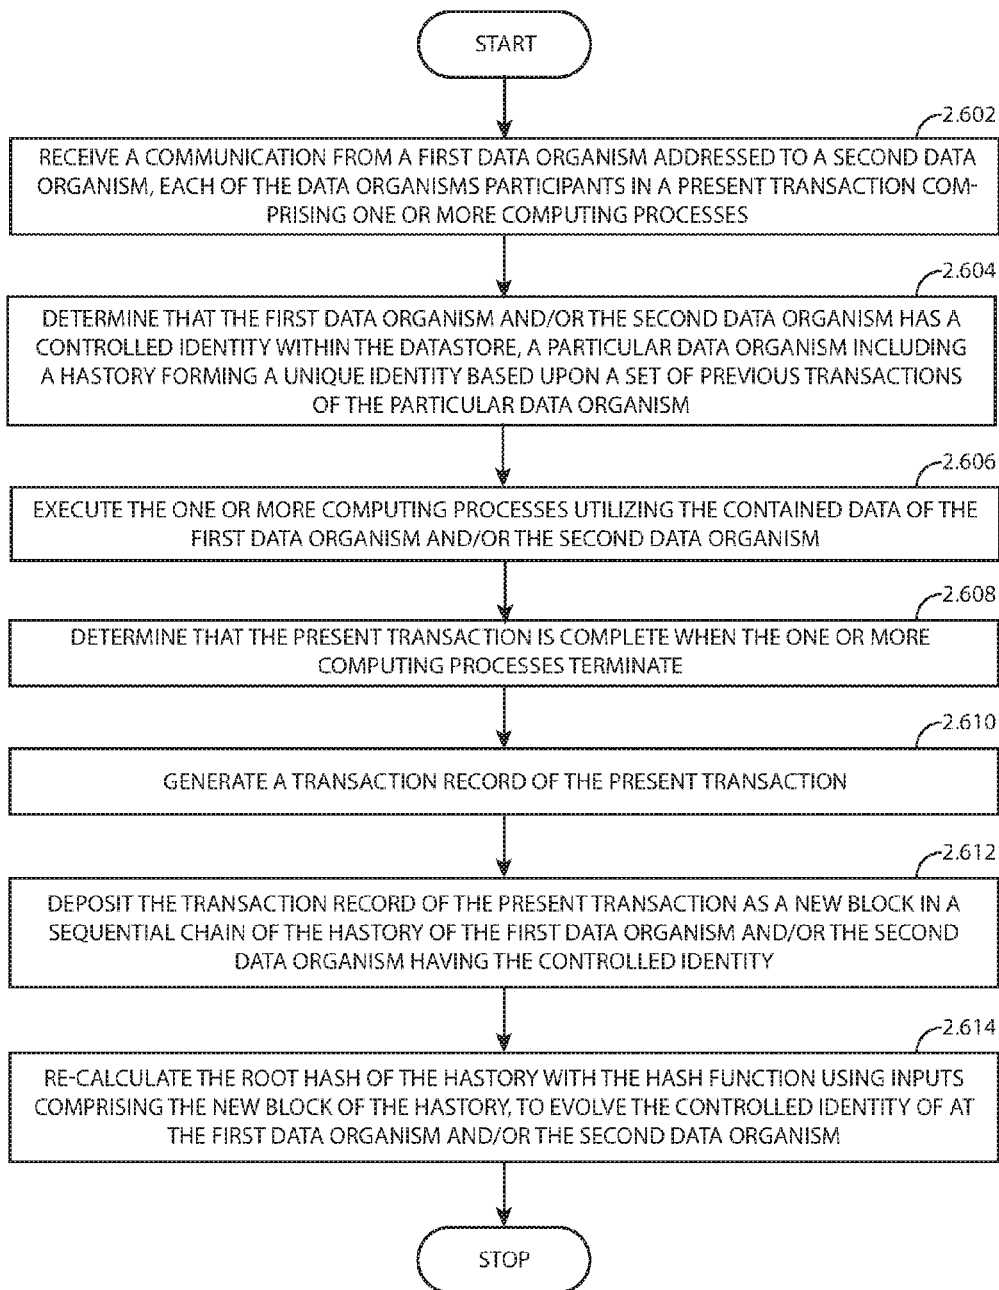 START
2.602
RECEIVE A COMMUNICATION FROM A FIRST DATA ORGANISM ADDRESSED TO A SECOND DATA
ORGANISM, EACH OF THE DATA ORGANISMS PARTICIPANTS IN A PRESENT TRANSACTION COM-
PRISING ONE OR MORE COMPUTING PROCESSES
2.604
DETERMINE THAT THE FIRST DATA ORGANISM AND/OR THE SECOND DATA ORGANISM HAS A
CONTROLLED IDENTITY WITHIN THE DATASTORE, A PARTICULAR DATA ORGANISM INCLUDING
A HASTORY FORMING A UNIQUE IDENTITY BASED UPON A SET OF PREVIOUS TRANSACTIONS
OF THE PARTICULAR DATA ORGANISM
2.606
EXECUTE THE ONE OR MORE COMPUTING PROCESSES UTILIZING THE CONTAINED DATA OF THE
FIRST DATA ORGANISM AND/OR THE SECOND DATA ORGANISM
2.608
DETERMINE THAT THE PRESENT TRANSACTION IS COMPLETE WHEN THE ONE OR MORE
COMPUTING PROCESSES TERMINATE
2.610
GENERATE A TRANSACTION RECORD OF THE PRESENT TRANSACTION
2.612
DEPOSIT THE TRANSACTION RECORD OF THE PRESENT TRANSACTION AS A NEW BLOCK IN A
SEQUENTIAL CHAIN OF THE HASTORY OF THE FIRST DATA ORGANISM AND/OR THE SECOND
DATA ORGANISM HAVING THE CONTROLLED IDENTITY
2.614
RE-CALCULATE THE ROOT HASH OF THE HASTORY WITH THE HASH FUNCTION USING INPUTS
COMPRISING THE NEW BLOCK OF THE HASTORY, TO EVOLVE THE CONTROLLED IDENTITY OF AT
THE FIRST DATA ORGANISM AND/OR THE SECOND DATA ORGANISM
STOP